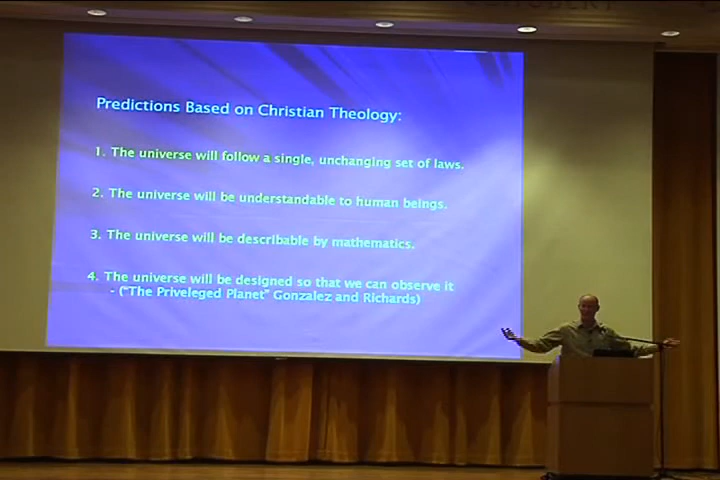 Predictions Based on Christian Theology:
1. The universe will follow a single, unchanging set of laws.
2. The universe will be understandable to human beings.
3. The universe will be describable by mathematics.
4. The universe will be designed so that we can observe it
- ("The Priveleged Planet" Gonzalez and Richards)